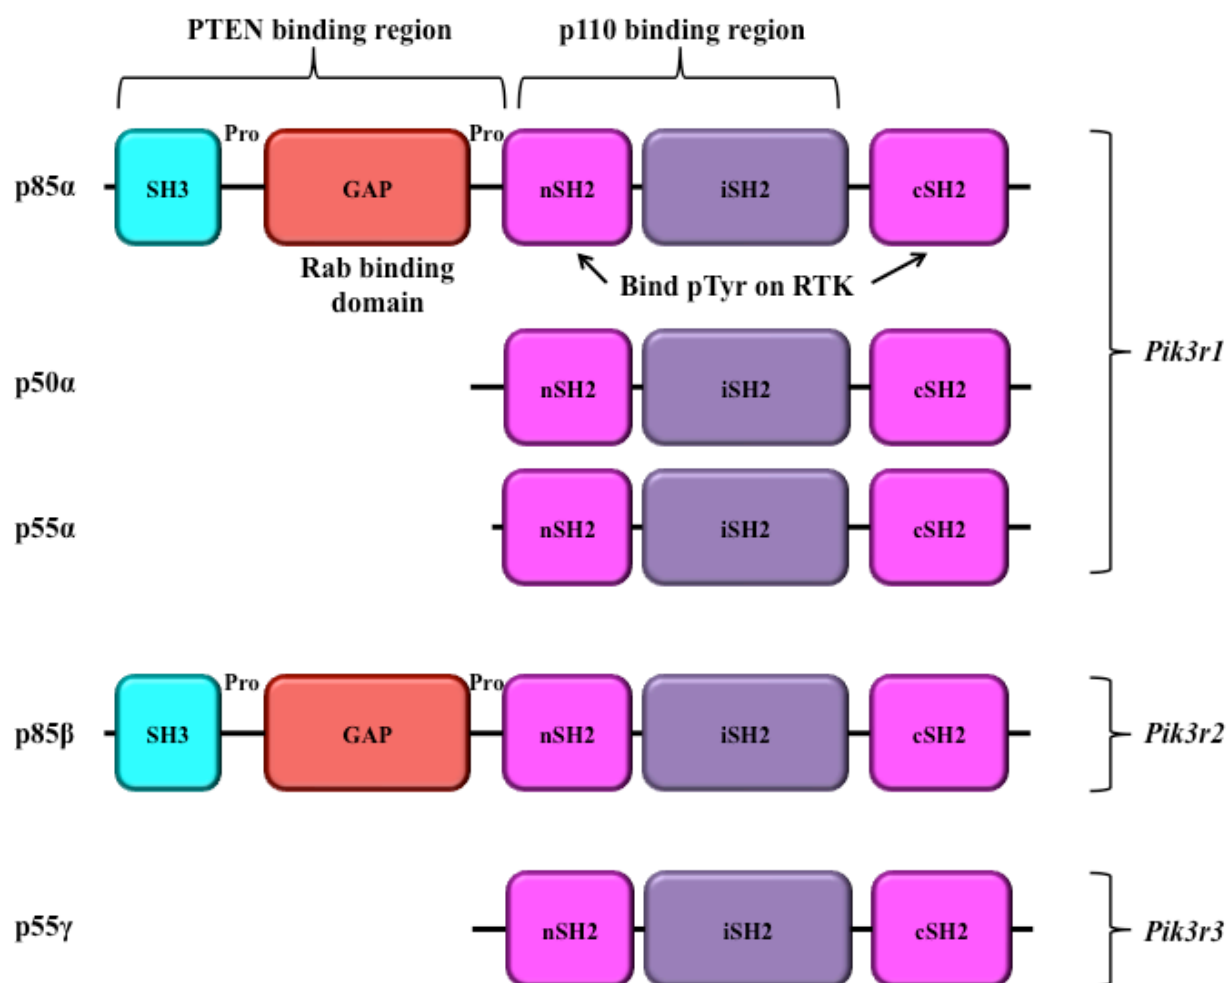 PTEN binding region
p110 binding region
Pro
Pro
p85α
SH3
GAP
nSH2
iSH2
cSH2
Rab binding
domain
Bind pTyr on RTK
p50α
nSH2
iSH2
cSH2
Pik3r1
p55α
nSH2
iSH2
cSH2
Pro
Pro
p85β
SH3
GAP
nSH2
iSH2
cSH2
Pik3r2
p55γ
nSH2
iSH2
cSH2
Pik3r3